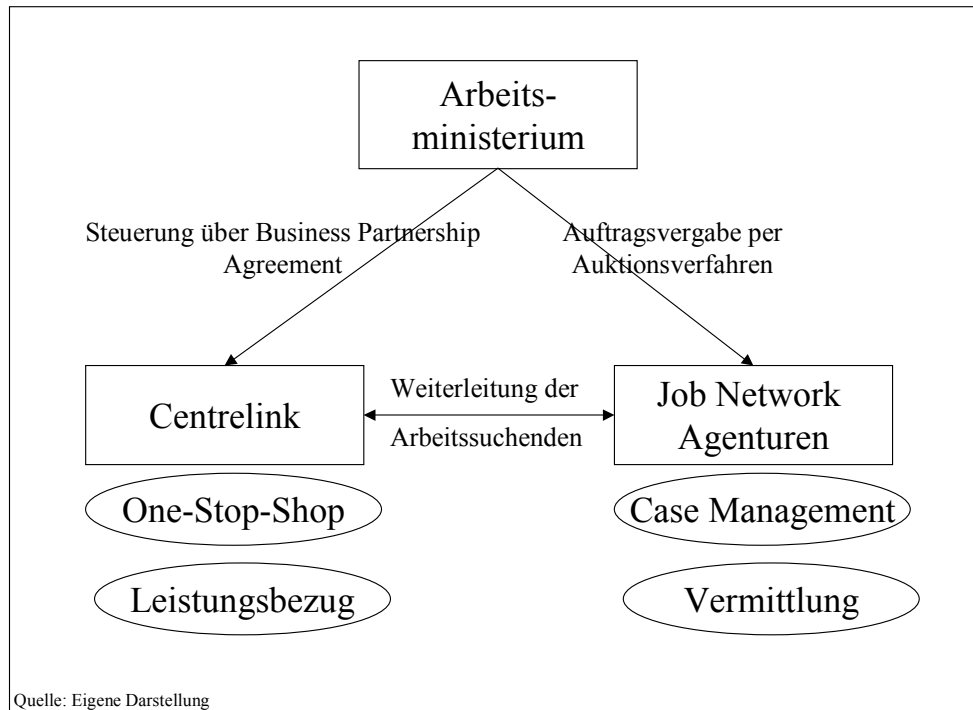 Arbeits-
ministerium
Steuerung über Business Partnership
Agreement
Auftragsvergabe per
Auktionsverfahren
Centrelink
Weiterleitung der
Arbeitssuchenden
Job Network
Agenturen
One-Stop-Shop
Case Management
Leistungsbezug
Vermittlung
Quelle: Eigene Darstellung